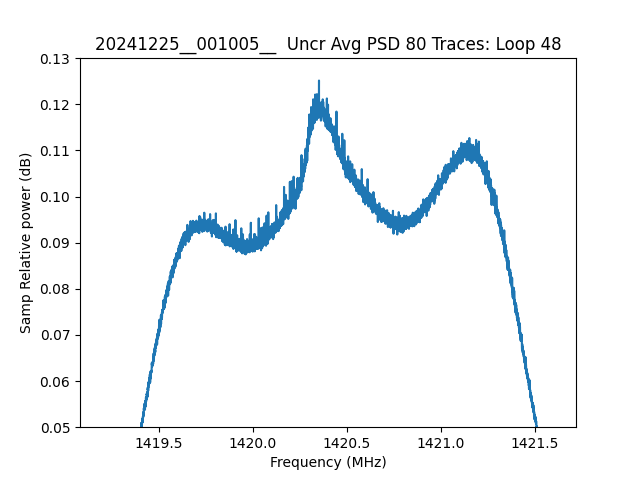 20241225__001005__  Uncr Avg PSD 80 Traces: Loop 48
0.13
0.12
0.11
0.10
0.09
0.08
0.07
0.06
0.05
Samp Relative power (dB)
1419.5 1420.0 1420.5 1421.0 1421.5
Frequency (MHz)